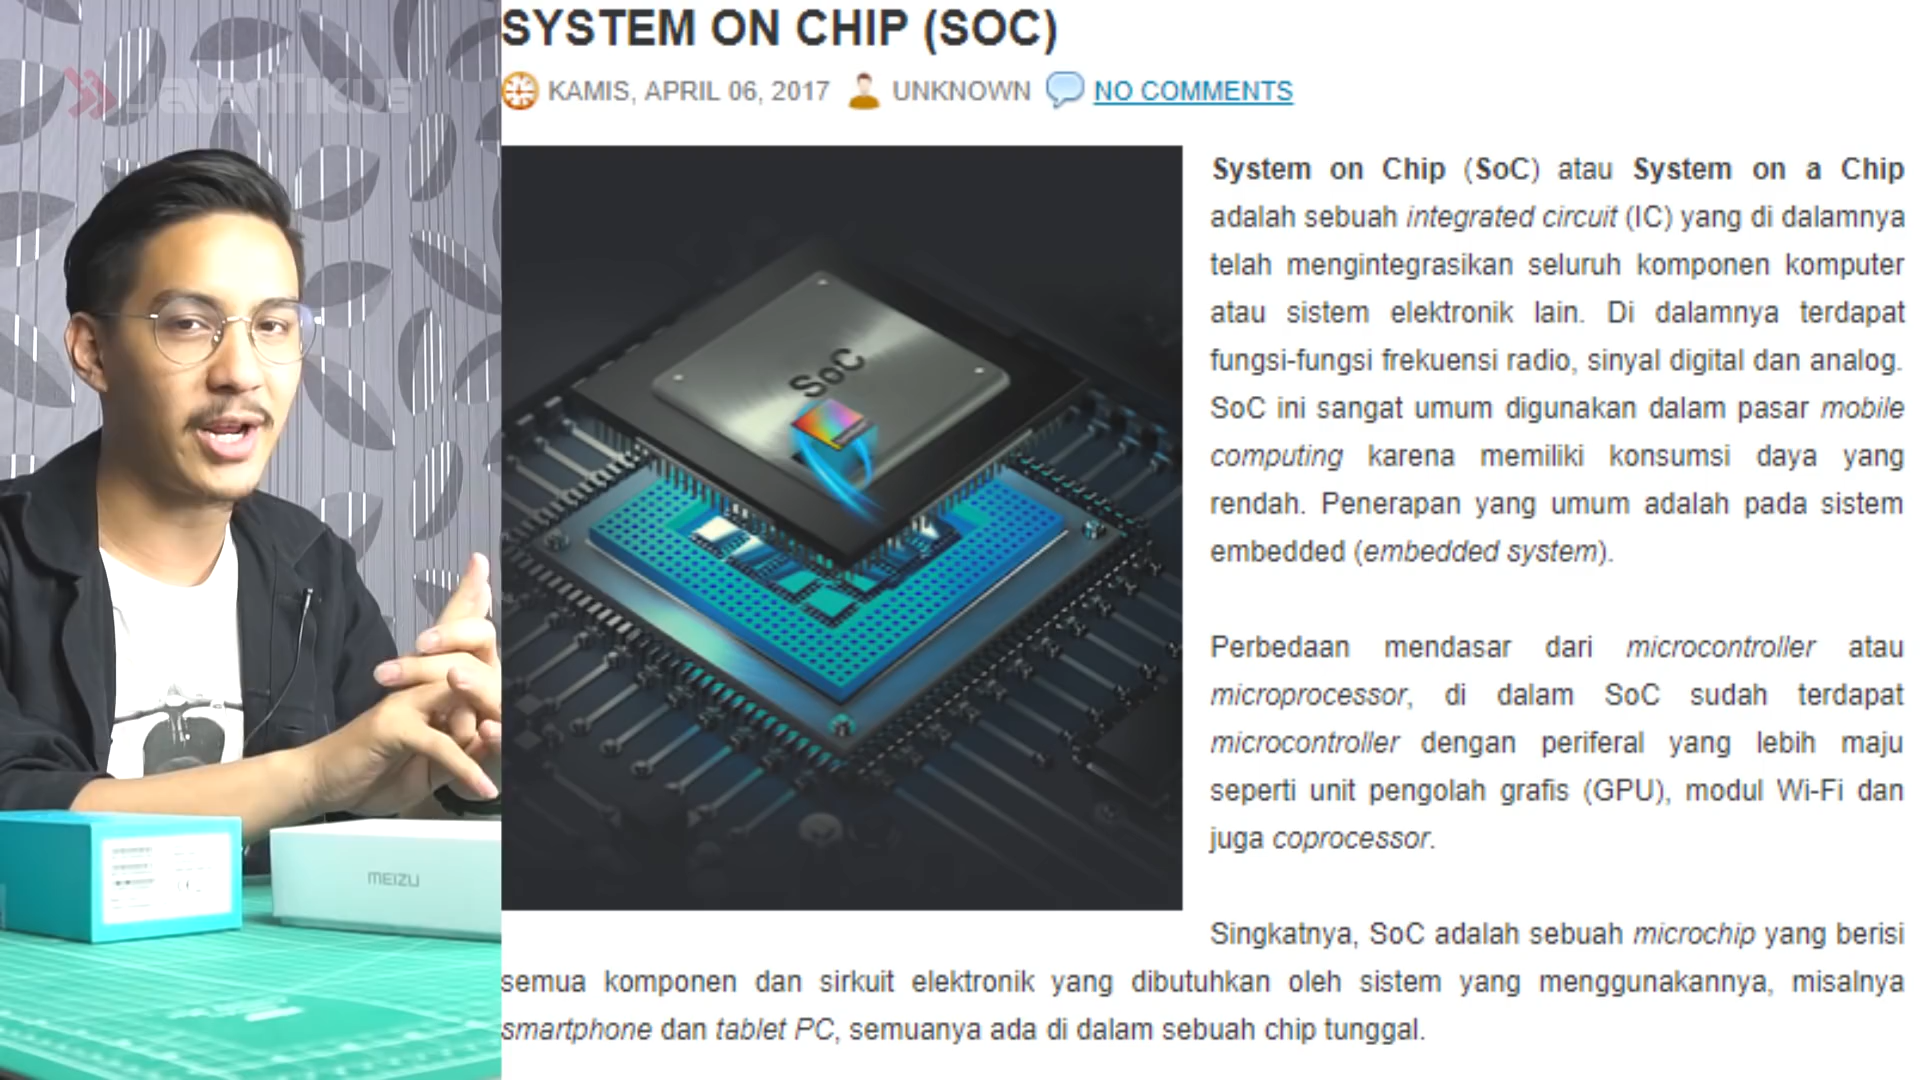 SYSTEM ON CHIP (SOC)
KAMIS, APRIL 06, 2017 UNKNOWN NO COMMENTS
JALANTIKUS
SoC
System on Chip (SoC) atau System on a Chip
adalah sebuah integrated circuit (IC) yang di dalamnya
telah mengintegrasikan seluruh komponen komputer
atau sistem elektronik lain. Di dalamnya terdapat
fungsi-fungsi frekuensi radio, sinyal digital dan analog.
SoC ini sangat umum digunakan dalam pasar mobile
computing karena memiliki konsumsi daya yang
rendah. Penerapan yang umum adalah pada sistem
embedded (embedded system).
Perbedaan mendasar dari microcontroller atau
microprocessor, di dalam SoC sudah terdapat
microcontroller dengan periferal yang lebih maju
seperti unit pengolah grafis (GPU), modul Wi-Fi dan
juga coprocessor.
Singkatnya, SoC adalah sebuah microchip yang berisi
semua komponen dan sirkuit elektronik yang dibutuhkan oleh sistem yang menggunakannya, misalnya
smartphone dan tablet PC, semuanya ada di dalam sebuah chip tunggal.
MEIZU